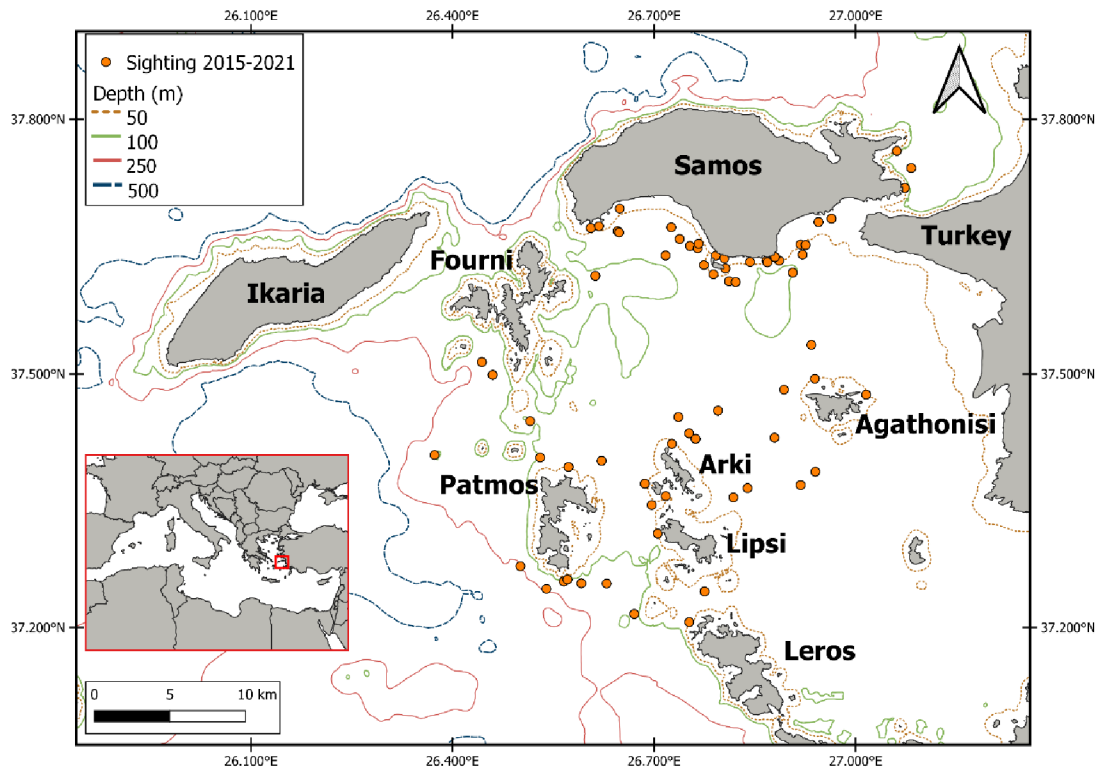 26.100°E 26.400°E 26.700°E 27.000°E
Sighting 2015-2021
Depth (m)
50
100
250
500
37.800°N 37.800°N
Samos
Turkey
Fourni
Ikaria
37.500°N 37.500°N
Agathonisi
Arki
Patmos
Lipsi
37.200°N 37.200°N
Leros
0 5 10 km
26.100°E 26.400°E 26.700°E 27.000°E